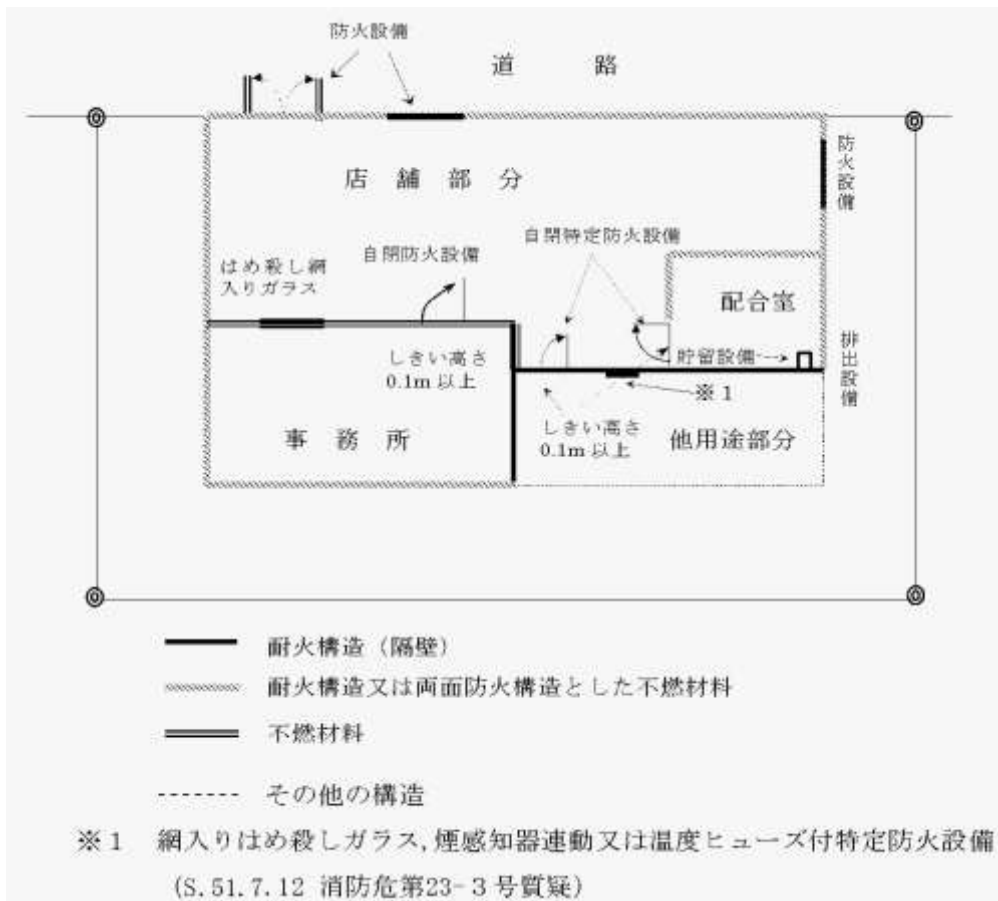 防火設備
道 路
防火設備
店舗部分
自閉特定防火設備
自閉防火設備
はめ殺し網
入りガラス
配合室
しきい高さ
0.1m 以上
貯留設備
排出設備
※1
しきい高さ
0.1m 以上
事務所
他用途部分
耐火構造（隔壁）
耐火構造又は両面防火構造とした不燃材料
不燃材料
その他の構造
※1 網入りはめ殺しガラス,煙感知器連動又は温度ヒューズ付特定防火設備
(S.51.7.12 消防危第23-3号質疑)